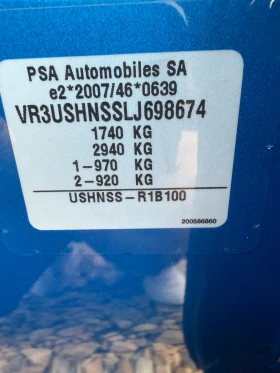 PSA Automobiles SA
e2*2007/46*0639
VR3USHNSSLJ698674
1740 KG
2940 KG
1-970 KG
2-920 KG
USHNSS-R1B100
200586860